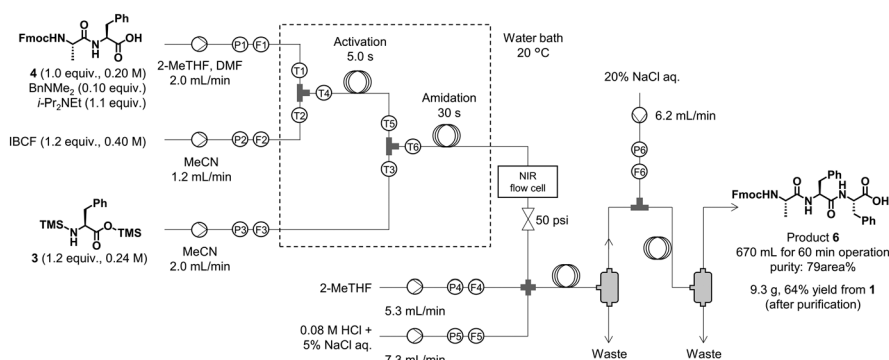 Ph
O
FmocHN
N
H
OH
O
4 (1.0 equiv., 0.20 M)
BnNMe2 (0.10 equiv.)
i-Pr2NEt (1.1 equiv.)
2-MeTHF, DMF
2.0 mL/min
P1
F1
T1
T2
T4
Activation
5.0 s
Water bath
20 °C
IBCF (1.2 equiv., 0.40 M)
MeCN
1.2 mL/min
P2
F2
T5
T3
T6
Amidation
30 s
Ph
TMS
N
H
O
O
TMS
3 (1.2 equiv., 0.24 M)
MeCN
2.0 mL/min
P3
F3
NIR
flow cell
50 psi
2-MeTHF
5.3 mL/min
P4
F4
0.08 M HCl +
5% NaCl aq.
7.3 mL/min
P5
F5
20% NaCl aq.
6.2 mL/min
P6
F6
Waste
Waste
O
Ph
FmocHN
N
H
O
H
N
O
OH
Ph
Product 6
670 mL for 60 min operation
purity: 79area%
9.3 g, 64% yield from 1
(after purification)